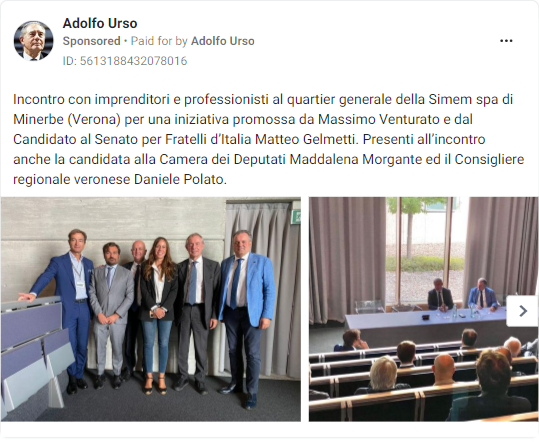 Adolfo Urso
Sponsored • Paid for by Adolfo Urso
ID: 5613188432078016
Incontro con imprenditori e professionisti al quartier generale della Simem spa di
Minerbe (Verona) per una iniziativa promossa da Massimo Venturato e dal
Candidato al Senato per Fratelli d’Italia Matteo Gelmetti. Presenti all’incontro
anche la candidata alla Camera dei Deputati Maddalena Morgante ed il Consigliere
regionale veronese Daniele Polato.